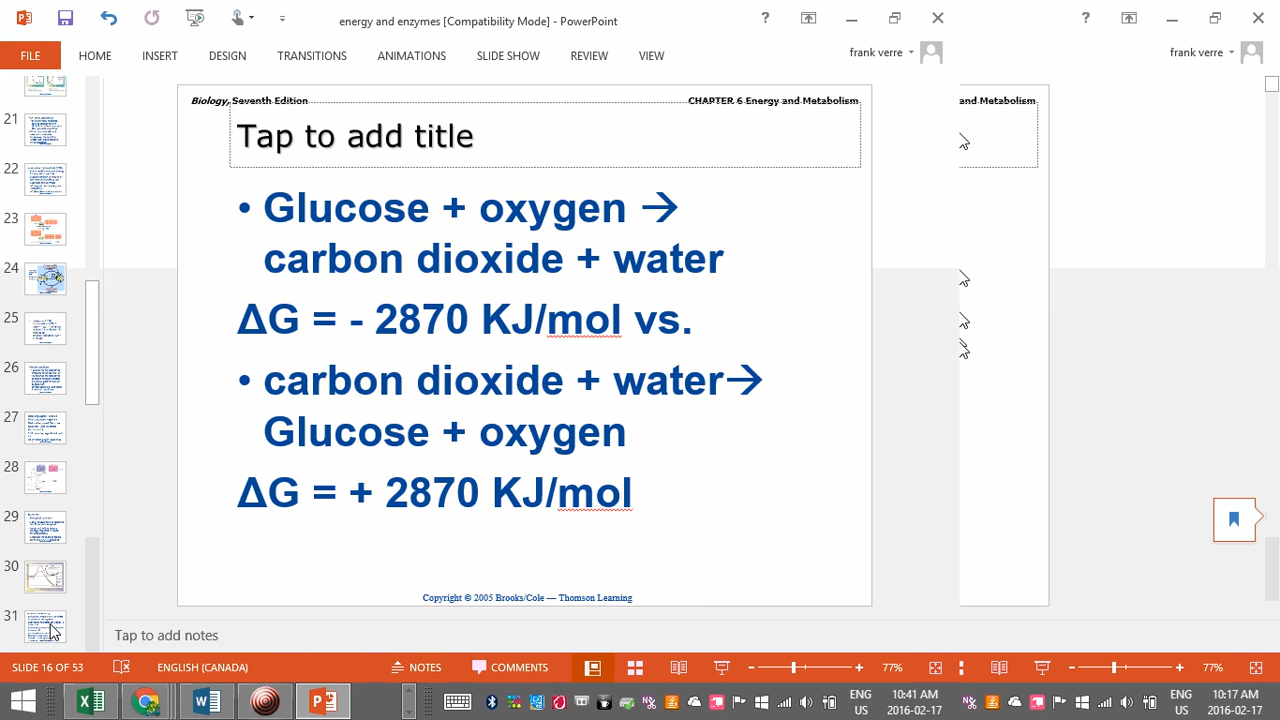 energy and enzymes [Compatibility Mode] - PowerPoint
? ?
FILE HOME INSERT DESIGN TRANSITIONS ANIMATIONS SLIDE SHOW REVIEW VIEW frank verre frank verre
Biology, Seventh Edition CHAPTER 6 Energy and Metabolism and Metabolism
Tap to add title
• Glucose + oxygen →
carbon dioxide + water
ΔG = - 2870 KJ/mol vs.
• carbon dioxide + water→
Glucose + oxygen
ΔG = + 2870 KJ/mol
Copyright © 2005 Brooks/Cole — Thomson Learning
21
22
23
24
25
26
27
28
29
30
31
Tap to add notes
SLIDE 16 OF 53 ENGLISH (CANADA) NOTES COMMENTS 77% 77%
ENG 10:41 AM ENG 10:17 AM
US 2016-02-17 US 2016-02-17